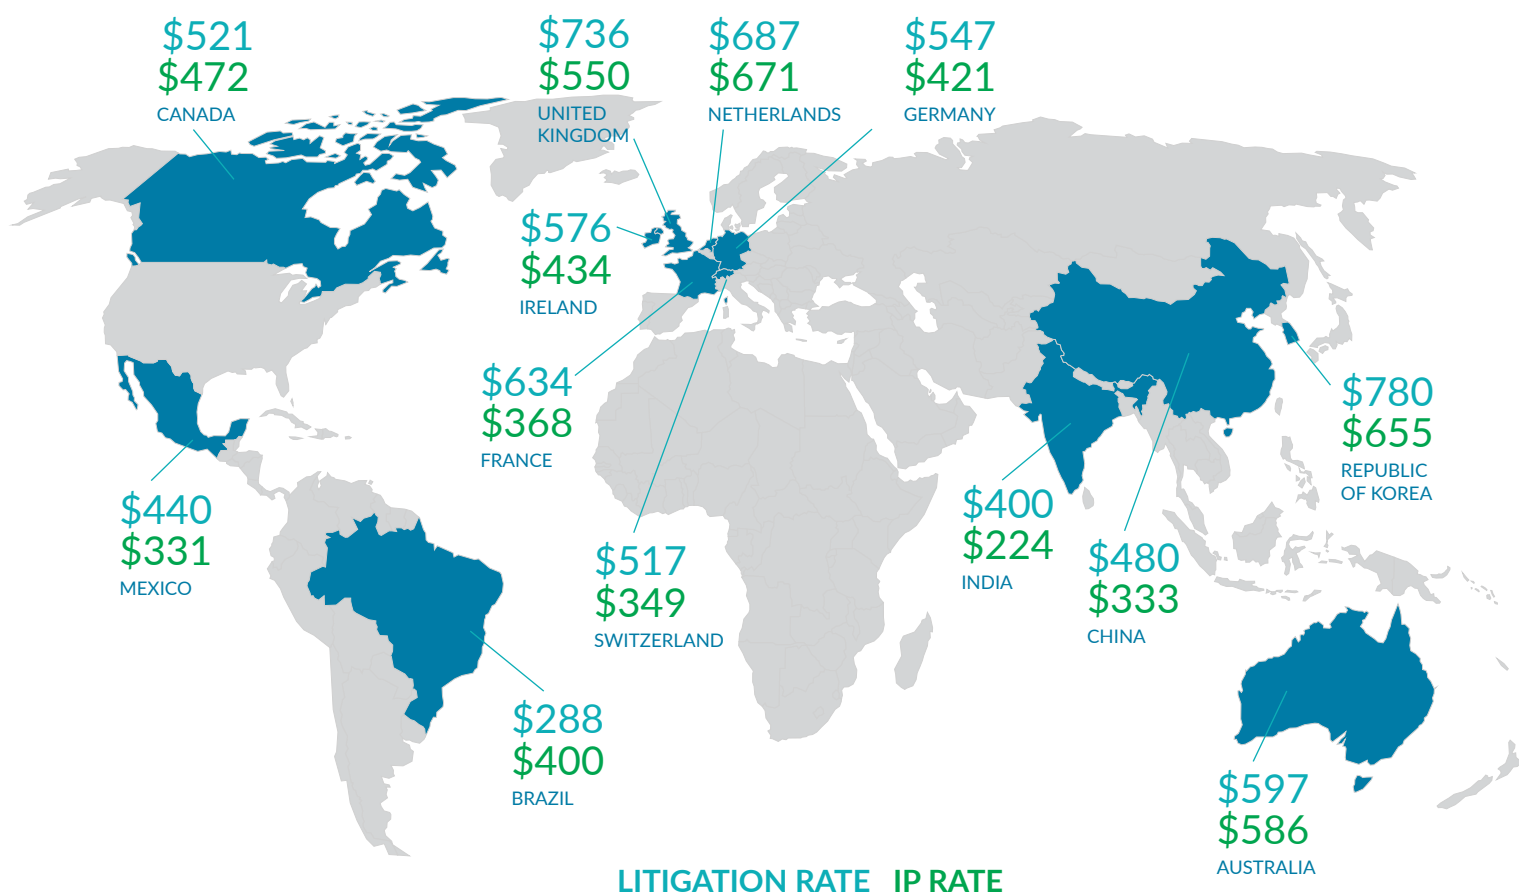 $521
$472
CANADA
$736
$550
UNITED
KINGDOM
$687
$671
NETHERLANDS
$547
$421
GERMANY
$576
$434
IRELAND
$634
$368
FRANCE
$780
$655
REPUBLIC
OF KOREA
$440
$331
MEXICO
$517
$349
SWITZERLAND
$400
$224
INDIA
$480
$333
CHINA
$288
$400
BRAZIL
$597
$586
AUSTRALIA
LITIGATION RATE IP RATE